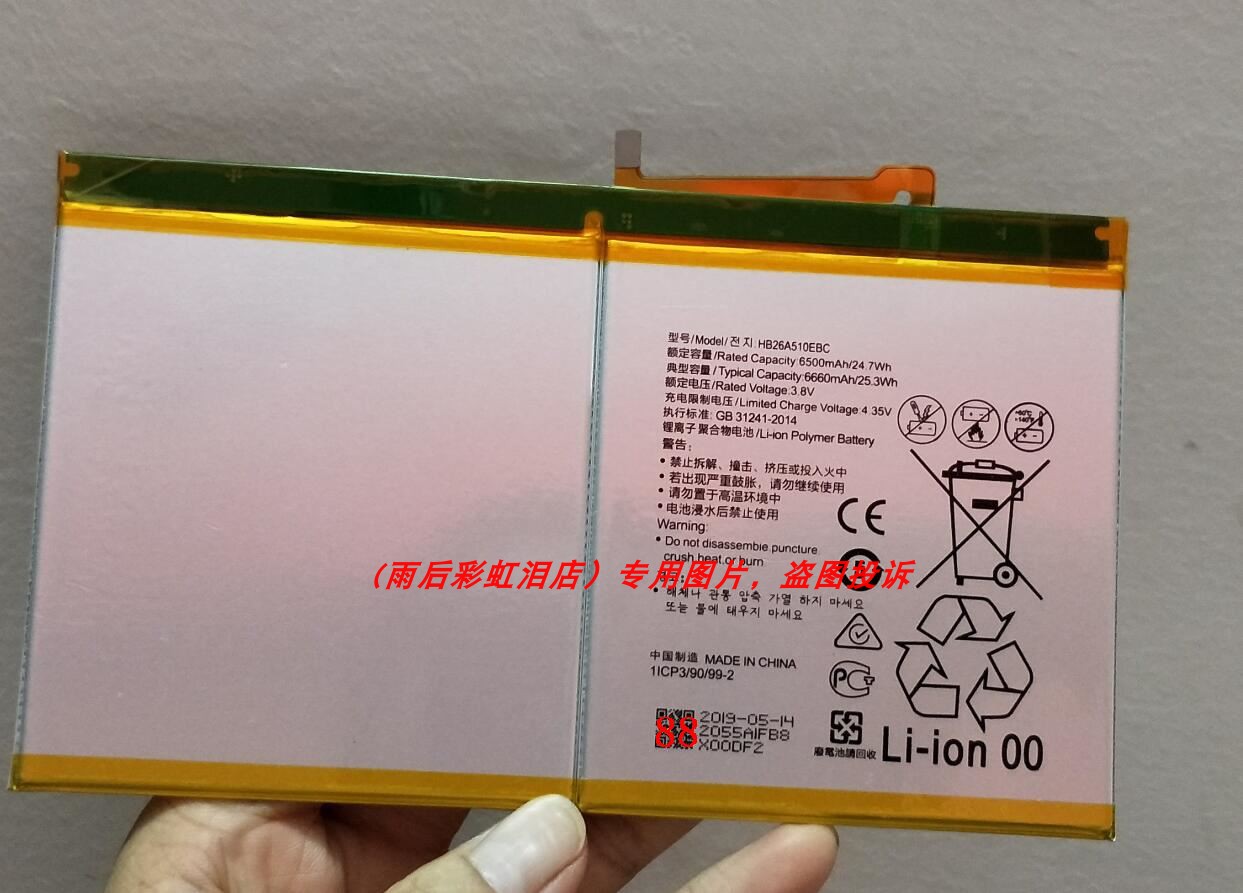 型号/Model/전지: HB26A510EBC
额定容量/Rated Capacity:6500mAh/24.7Wh
典型容量/Typical Capacity:6660mAh/25.3Wh
额定电压/Rated Voltage:3.8V
充电限制电压/Limited Charge Voltage 4.35V
执行标准: GB 31241-2014
锂离子聚合物电池/Li-ion Polymer Battery
警告:
• 禁止拆解、撞击、挤压或投入火中
• 若出现严重鼓胀，请勿继续使用
• 请勿置于高温环境中
• 电池浸水后禁止使用
Warning:
• Do not disassemble,puncture,
crush,heat,or burn
（雨后彩虹泪店）专用图片，盗图投诉
• 해체나 관통 압축 가열 하지 마세요
또는 불에 태우지 마세요
中国制造 MADE IN CHINA
1ICP3/90/99-2
88
2019-05-14
2055A1FB8
X00DF2
+60°C
+140°F
CE
PCT
廢電池請回收
Li-ion 00